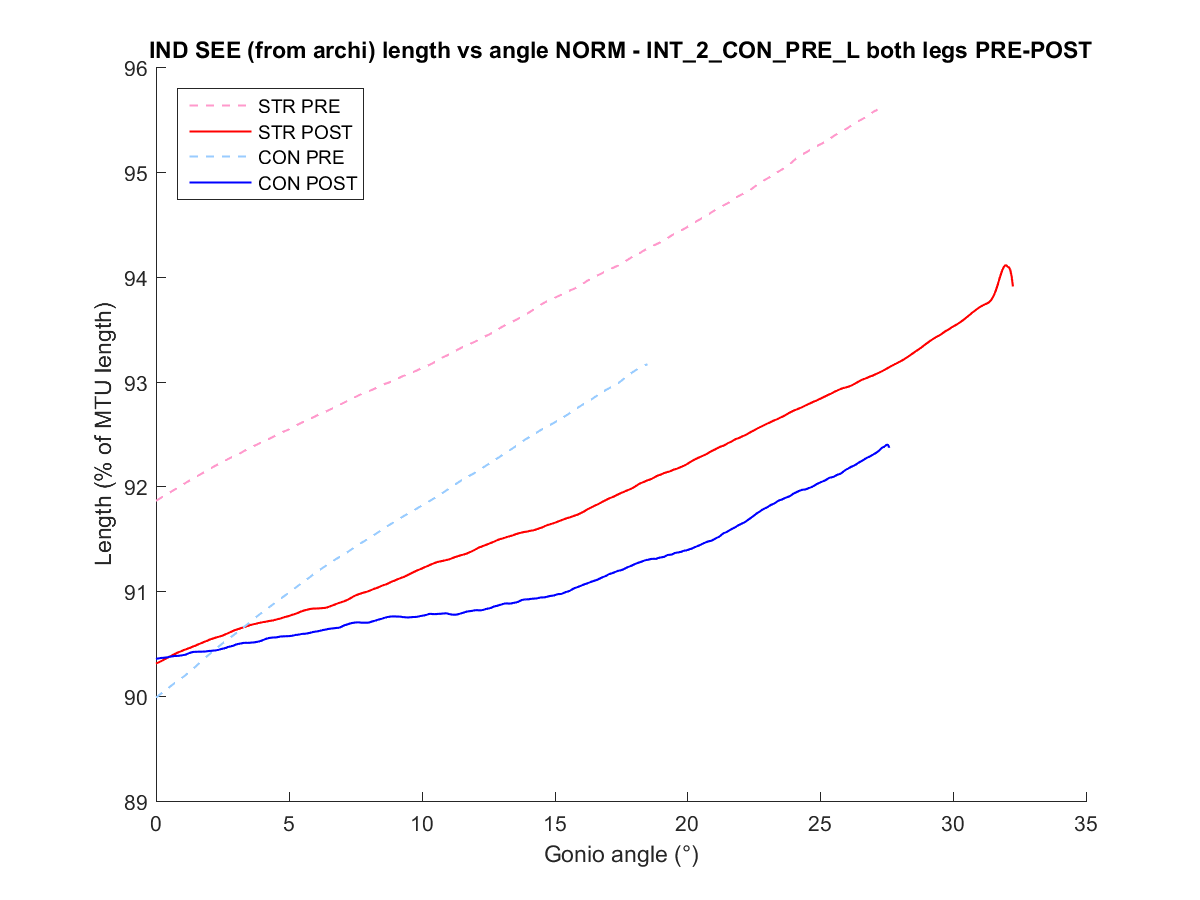 IND SEE (from archi) length vs angle NORM - INT_2_CON_PRE_L both legs PRE-POST
96
95
94
93
92
91
90
89
Length (% of MTU length)
STR PRE
STR POST
CON PRE
CON POST
0 5 10 15 20 25 30 35
Gonio angle (°)